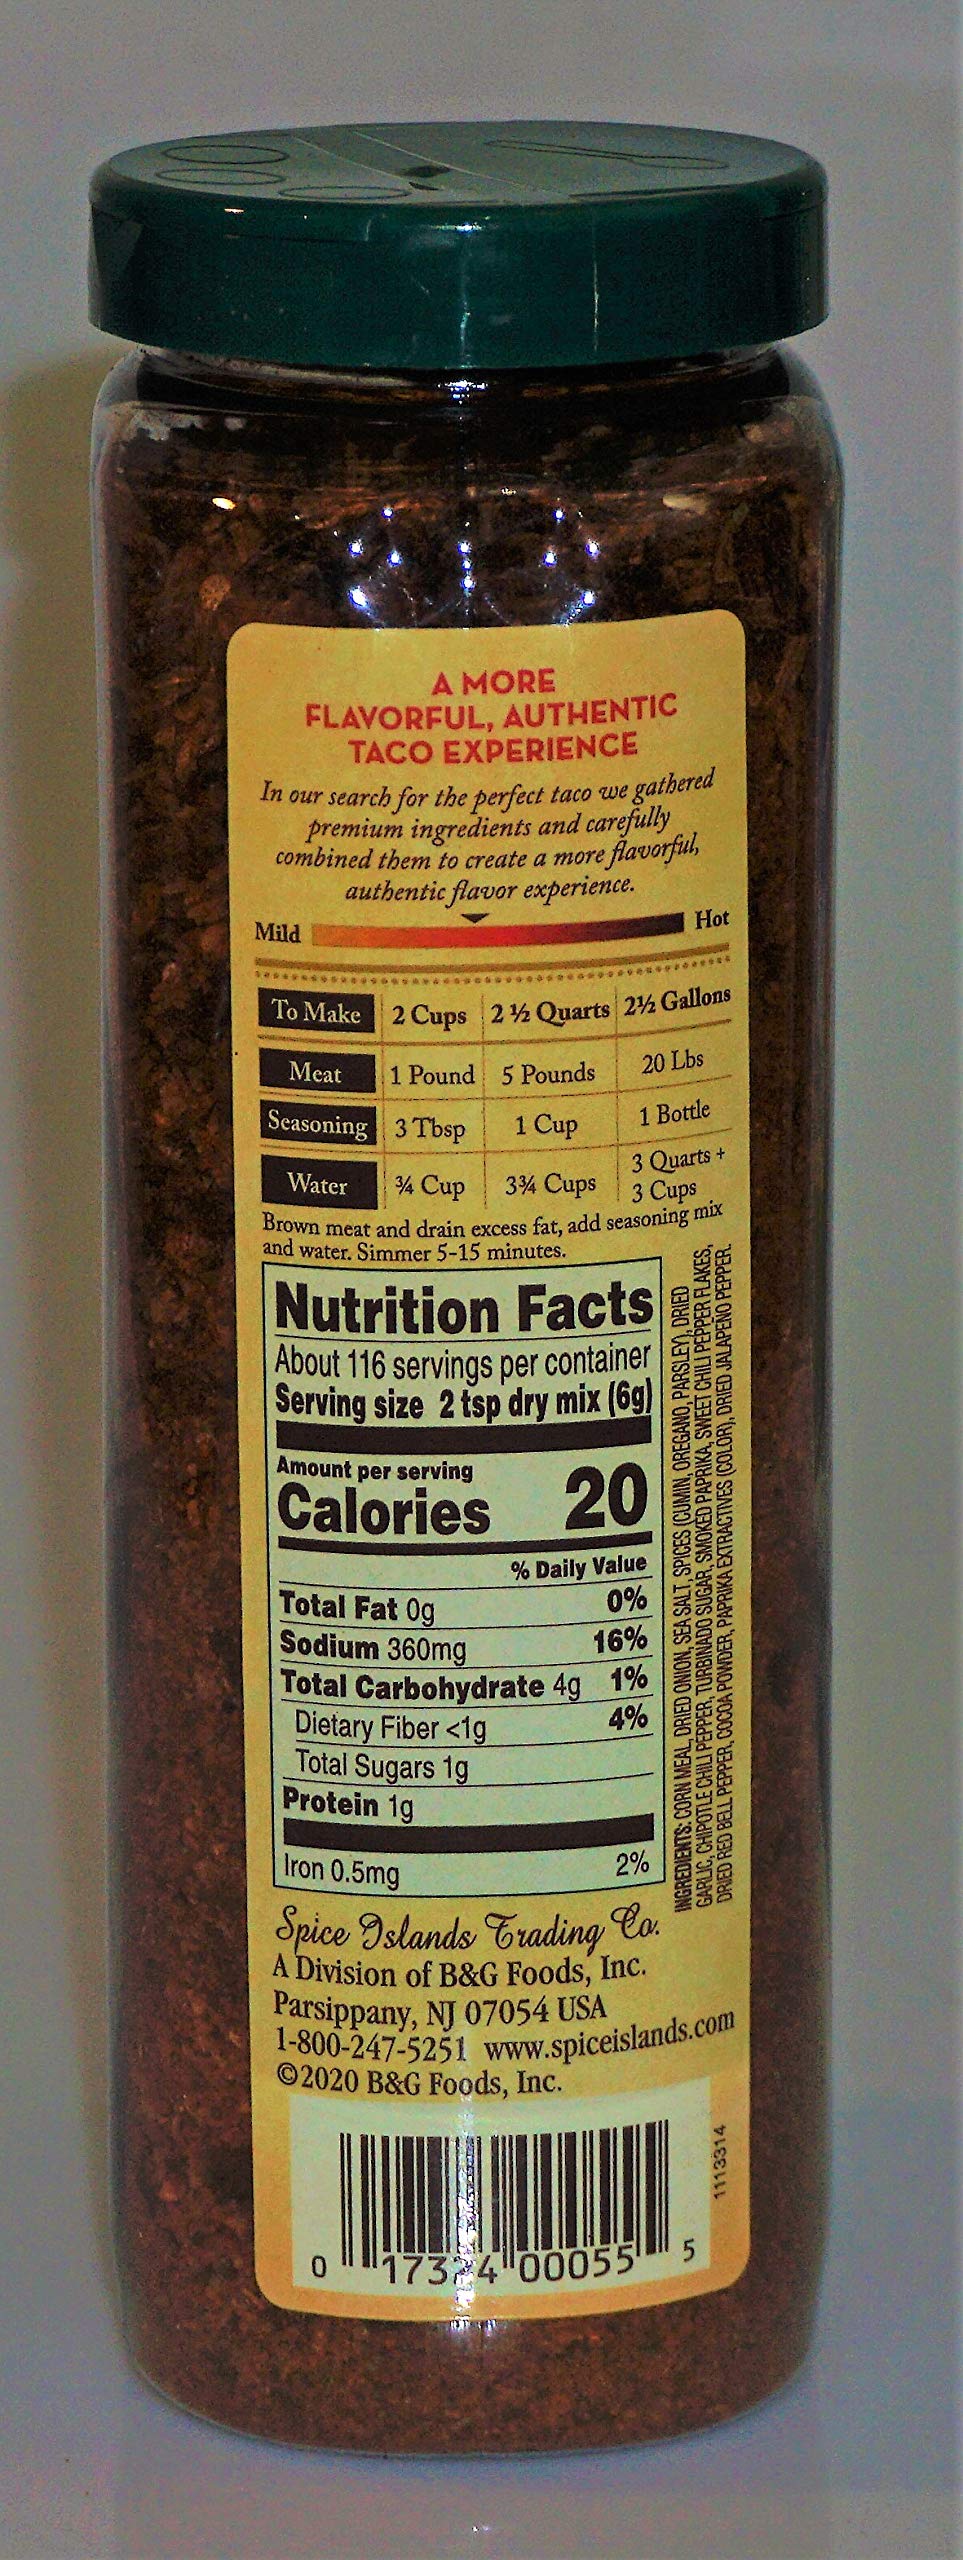 A MORE
FLAVORFUL, AUTHENTIC
TACO EXPERIENCE
In our search for the perfect taco we gathered
premium ingredients and carefully
combined them to create a more flavorful,
authentic flavor experience.
Mild Hot
To Make 2 Cups 2 ½ Quarts 2½ Gallons
Meat 1 Pound 5 Pounds 20 Lbs
Seasoning 3 Tbsp 1 Cup 1 Bottle
Water ¾ Cup 3¾ Cups 3 Quarts +
3 Cups
Brown meat and drain excess fat, add seasoning mix
and water. Simmer 5-15 minutes.
Nutrition Facts
About 116 servings per container
Serving size 2 tsp dry mix (6g)
Amount per serving
Calories 20
% Daily Value
Total Fat 0g 0%
Sodium 360mg 16%
Total Carbohydrate 4g 1%
Dietary Fiber <1g 4%
Total Sugars 1g
Protein 1g
Iron 0.5mg 2%
INGREDIENTS: CORN MEAL, DRIED ONION, SEA SALT, SPICES (CUMIN, OREGANO, PARSLEY), DRIED
GARLIC, CHIPOTLE CHILI PEPPER, TURBINADO SUGAR, SMOKED PAPRIKA, SWEET CHILI PEPPER FLAKES,
DRIED RED BELL PEPPER, COCOA POWDER, PAPRIKA EXTRACTIVES (COLOR), DRIED JALAPEÑO PEPPER.
Spice Islands Trading Co.
A Division of B&G Foods, Inc.
Parsippany, NJ 07054 USA
1-800-247-5251 www.spiceislands.com
©2020 B&G Foods, Inc.
1113314
0 00055 5